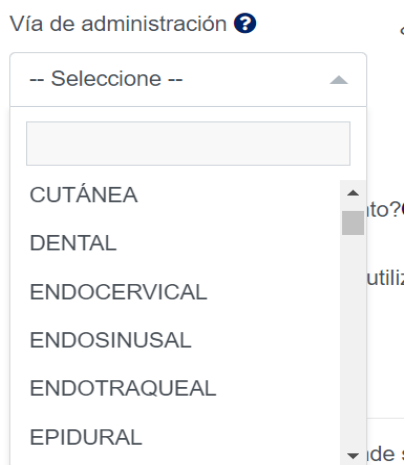 Vía de administración ?
-- Seleccione --
CUTÁNEA
DENTAL
ENDOCERVICAL
ENDOSINUSAL
ENDOTRAQUEAL
EPIDURAL